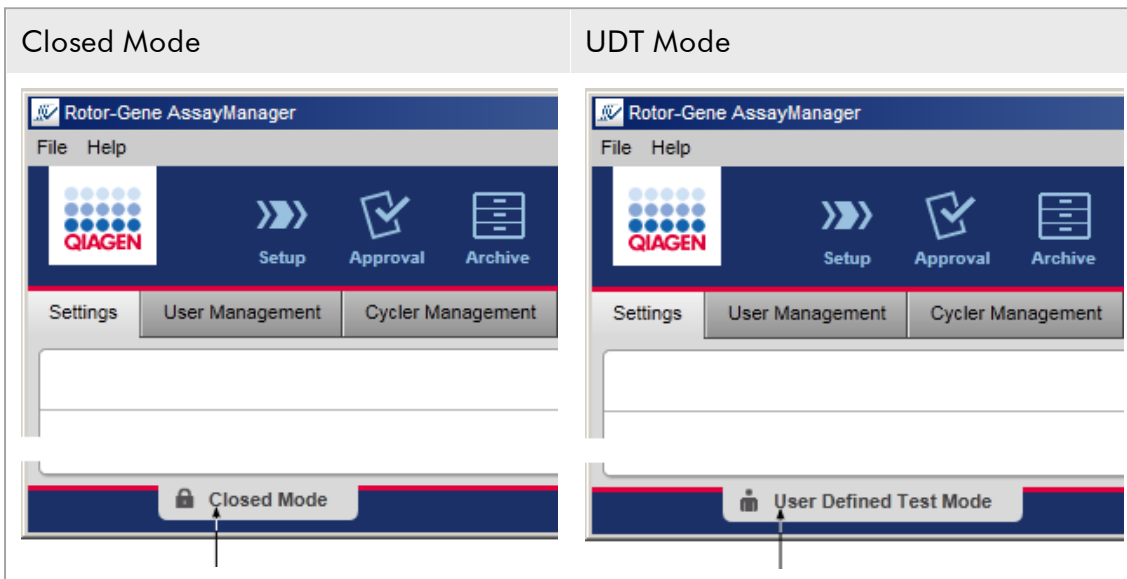 Closed Mode
UDT Mode
Rotor-Gene AssayManager
File Help
QIAGEN
Setup Approval Archive
Settings User Management Cycler Management
Closed Mode
Rotor-Gene AssayManager
File Help
QIAGEN
Setup Approval Archive
Settings User Management Cycler Management
User Defined Test Mode